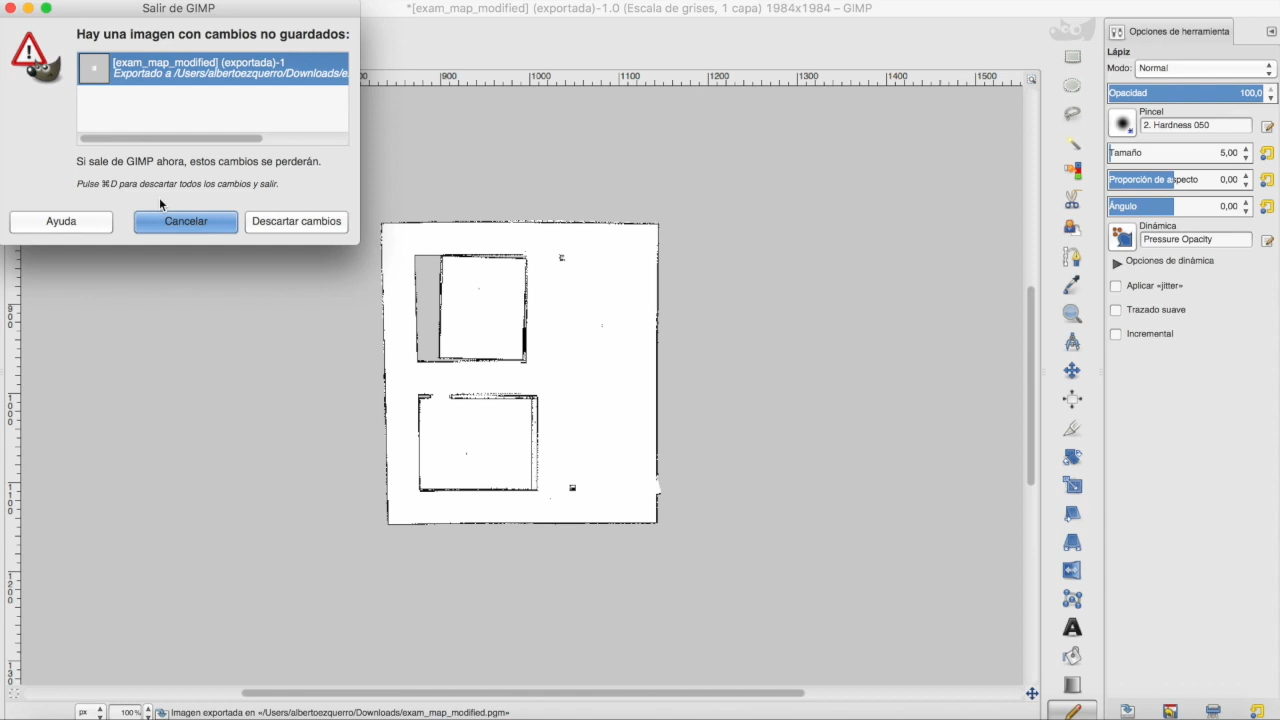 Salir de GIMP
*[exam_map_modified] (exportada)-1.0 (Escala de grises, 1 capa) 1984x1984 – GIMP
Hay una imagen con cambios no guardados:
[exam_map_modified] (exportada)-1
Exportado a /Users/albertoezquerro/Downloads/e
Si sale de GIMP ahora, estos cambios se perderán.
Pulse ⌘D para descartar todos los cambios y salir.
Ayuda
Cancelar
Descartar cambios
900
1000
1100
1200
1300
1400
1500
900
1000
1100
1200
130
Opciones de herramienta
Lápiz
Modo: Normal
Opacidad 100,0
Pincel
2. Hardness 050
Tamaño 5,00
Proporción de aspecto 0,00
Ángulo 0,00
Dinámica
Pressure Opacity
Opciones de dinámica
Aplicar «jitter»
Trazado suave
Incremental
px 100% Imagen exportada en «/Users/albertoezquerro/Downloads/exam_map_modified.pgm»